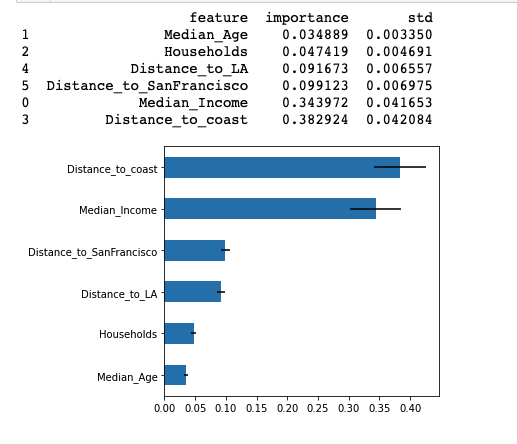 feature importance std
1 Median_Age 0.034889 0.003350
2 Households 0.047419 0.004691
4 Distance_to_LA 0.091673 0.006557
5 Distance_to_SanFrancisco 0.099123 0.006975
0 Median_Income 0.343972 0.041653
3 Distance_to_coast 0.382924 0.042084
Distance_to_coast
Median_Income
Distance_to_SanFrancisco
Distance_to_LA
Households
Median_Age
0.00 0.05 0.10 0.15 0.20 0.25 0.30 0.35 0.40